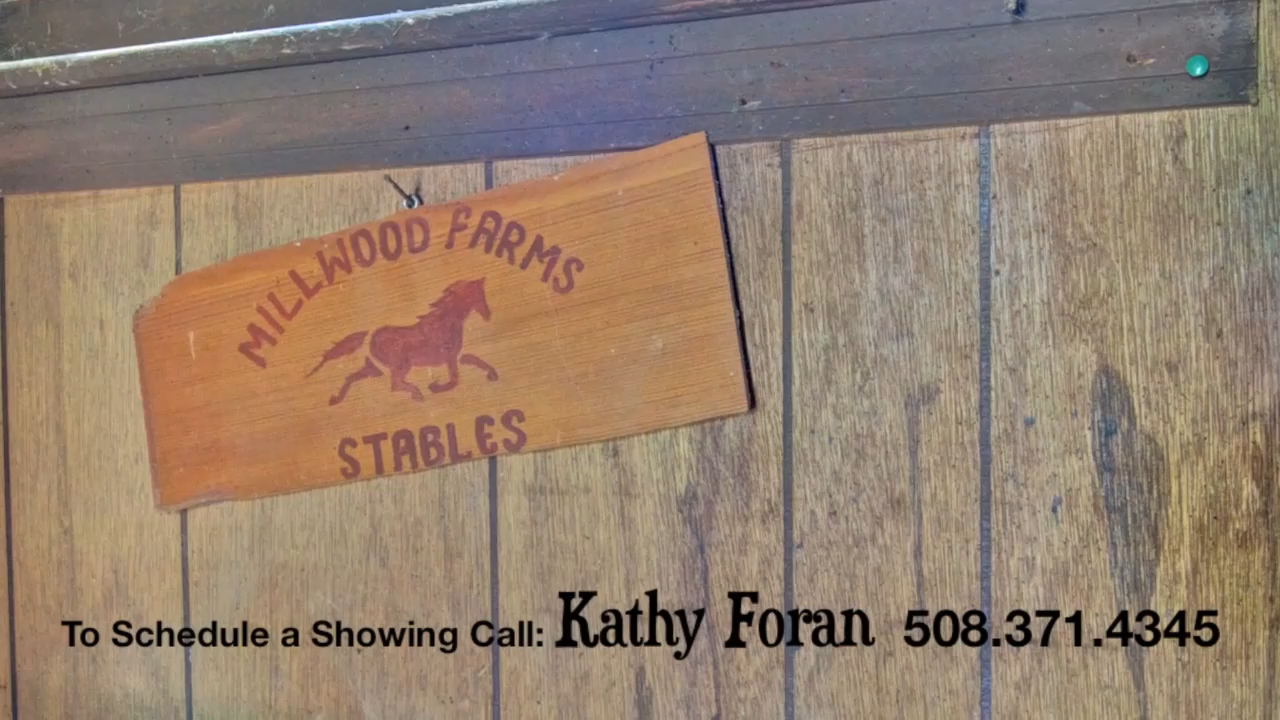 MILLWOOD FARMS
STABLES
To Schedule a Showing Call: Kathy Foran 508.371.4345